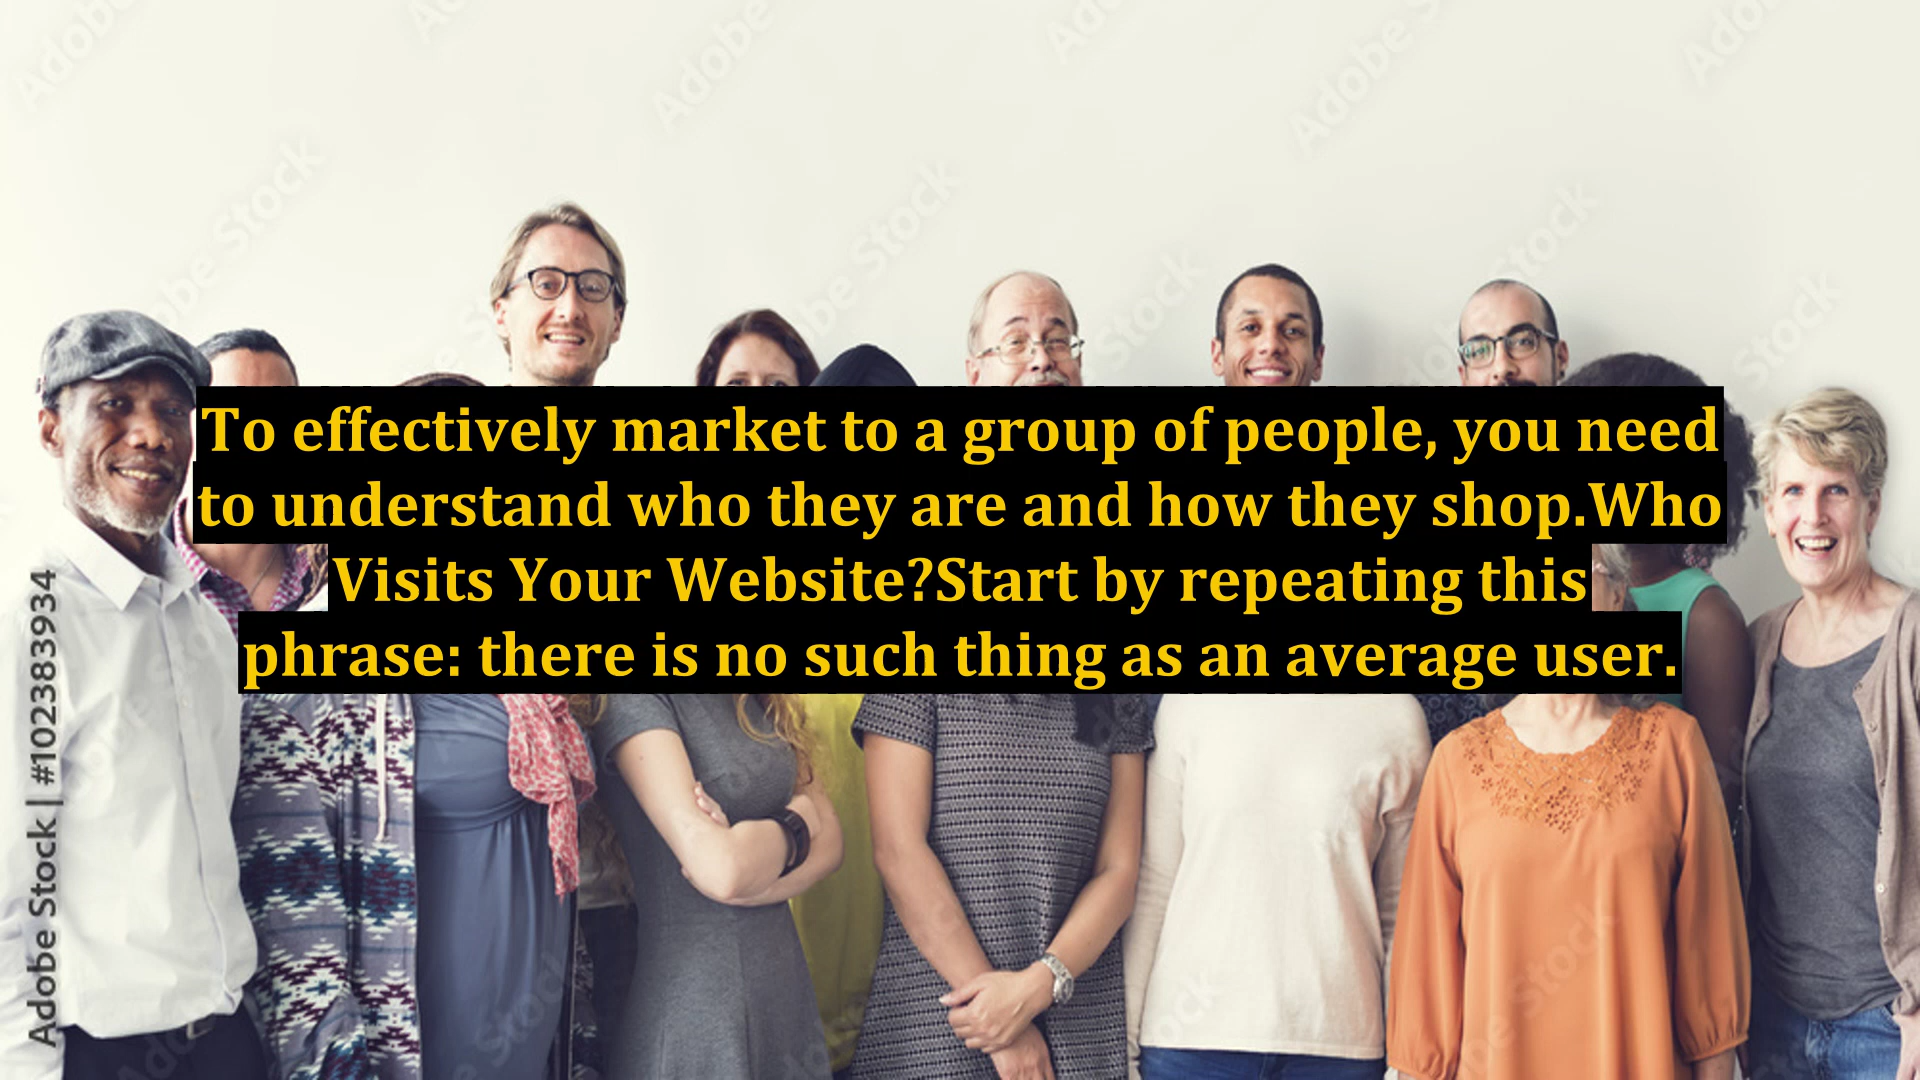 To effectively market to a group of people, you need
to understand who they are and how they shop.Who
Visits Your Website?Start by repeating this
phrase: there is no such thing as an average user.
Adobe Stock | #102383934
Adobe Stock